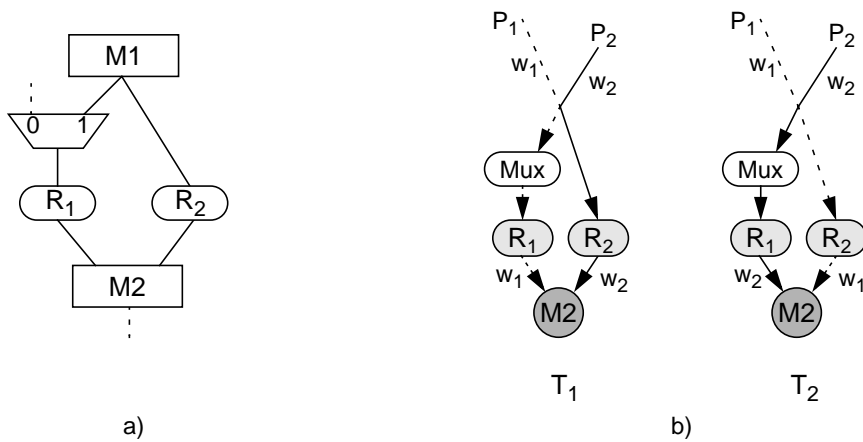 M1
0 1
R1 R2
M2
a)
P1 P2 P1 P2
w1 w2 w1 w2
Mux Mux
R1 R2 R1 R2
w1 w2 w2 w1
M2 M2
T1 T2
b)